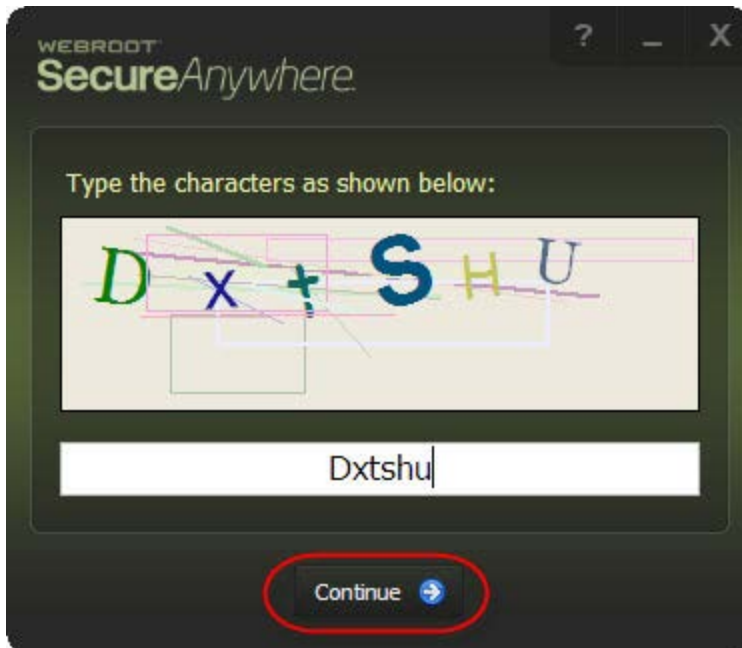 ? _ X
WEBROOT
SecureAnywhere.
Type the characters as shown below:
D x t S H U
Dxtshu
Continue